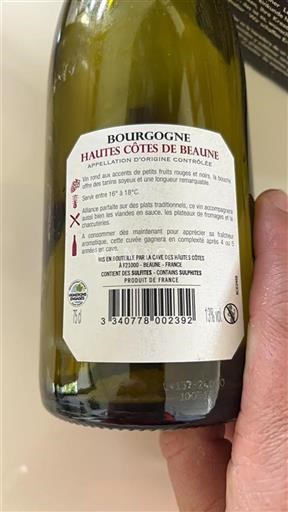 BOURGOGNE
HAUTES CÔTES DE BEAUNE
APPELLATION D'ORIGINE CONTRÔLÉE
Vin rond aux accents de petits fruits rouges et noirs, la bouche
offre des tanins soyeux et une longueur remarquable.
Servir entre 16° à 18°C.
Alliance parfaite sur des plats traditionnels, ce vin accompagnera
aussi bien les viandes en sauce, les plateaux de fromages et la
charcuteries.
A consommer dès maintenant pour apprécier sa fraîcheur
aromatique, cette cuvée gagnera en complexité après 4 ou 5
années en cave.
MIS EN BOUTEILLE PAR LA CAVE DES HAUTES CÔTES
À F21000 - BEAUNE - FRANCE
CONTIENT DES SULFITES - CONTAINS SULPHITES
PRODUIT DE FRANCE
VIGNERONS
ENGAGÉS
75cl
3 340778 002392
13% vol.